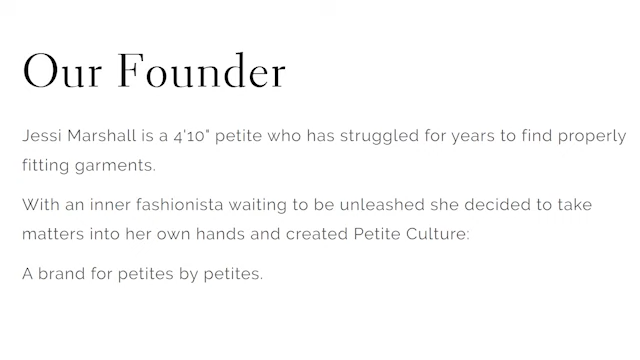 Our Founder
Jessi Marshall is a 4'10" petite who has struggled for years to find properly
fitting garments.
With an inner fashionista waiting to be unleashed she decided to take
matters into her own hands and created Petite Culture:
A brand for petites by petites.